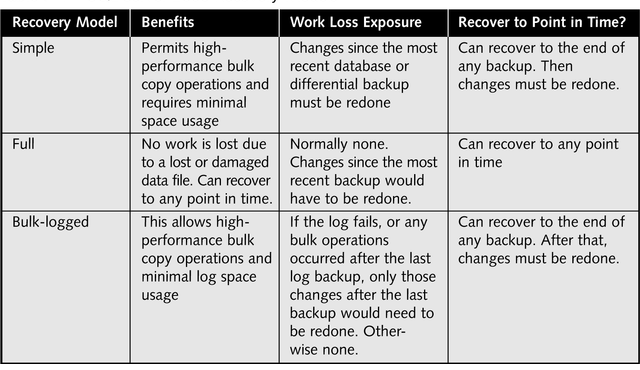 Recovery Model
Benefits
Work Loss Exposure
Recover to Point in Time?
Simple
Permits high-
performance bulk
copy operations and
requires minimal
space usage
Changes since the most
recent database or
differential backup
must be redone
Can recover to the end of
any backup. Then
changes must be redone.
Full
No work is lost due
to a lost or damaged
data file. Can recover
to any point in time.
Normally none.
Changes since the most
recent backup would
have to be redone.
Can recover to any point
in time
Bulk-logged
This allows high-
performance bulk
copy operations and
minimal log space
usage
If the log fails, or any
bulk operations
occurred after the last
log backup, only those
changes after the last
backup would need to
be redone. Other-
wise none.
Can recover to the end of
any backup. After that,
changes must be redone.